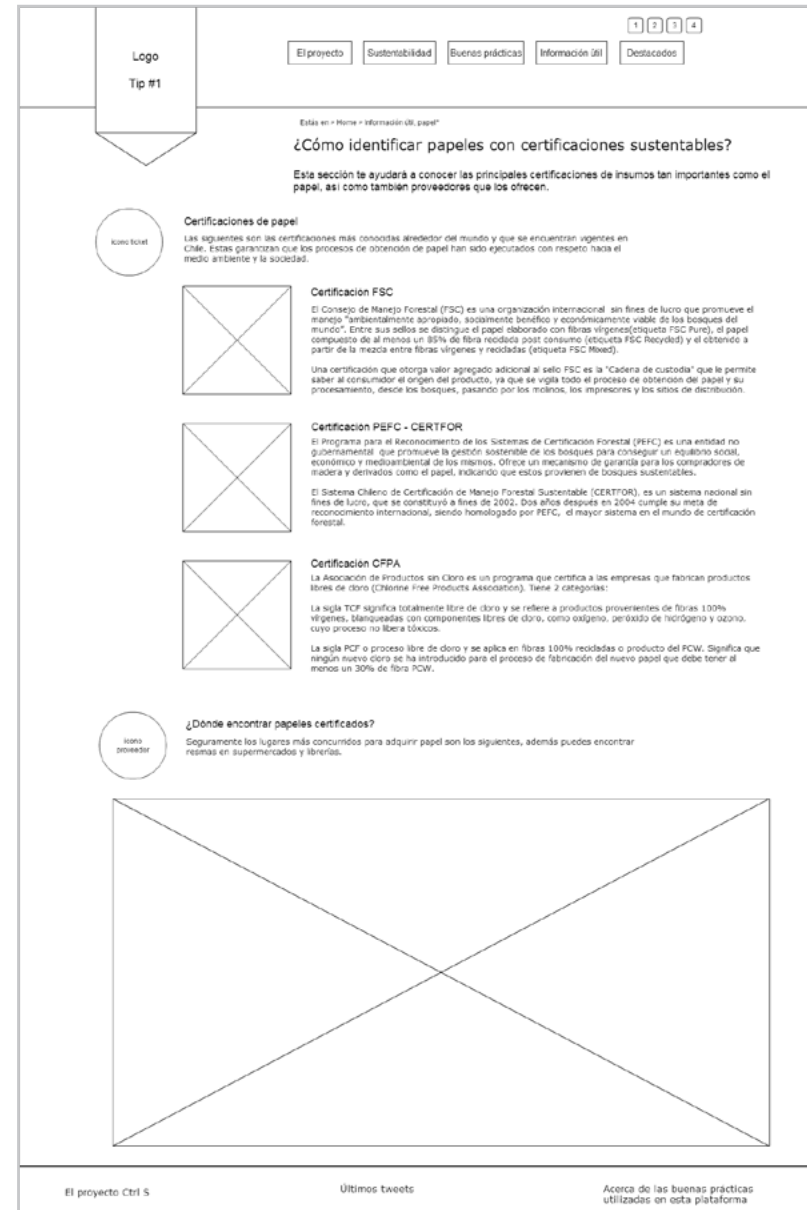 Logo
Tip #1
1 2 3 4
El proyecto
Sustentabilidad
Buenas prácticas
Información útil
Destacados
Estás en > Home > Información útil, papel"
¿Cómo identificar papeles con certificaciones sustentables?
Esta sección te ayudará a conocer las principales certificaciones de insumos tan importantes como el
papel, así como también proveedores que los ofrecen.
icono ticket
Certificaciones de papel
Las siguientes son las certificaciones más conocidas alrededor del mundo y que se encuentran vigentes en
Chile. Estas garantizan que los procesos de obtención de papel han sido ejecutados con respeto hacia el
medio ambiente y la sociedad.
Certificacion FSC
El Consejo de Manejo Forestal (FSC) es una organización internacional sin fines de lucro que promueve el
manejo "ambientalmente apropiado, socialmente benéfico y económicamente viable de los bosques del
mundo". Entre sus sellos se distingue el papel elaborado con fibras vírgenes(etiqueta FSC Pure), el papel
compuesto de al menos un 85% de fibra reciclada post consumo (etiqueta FSC Recycled) y el obtenido a
partir de la mezcla entre fibras vírgenes y recicladas (etiqueta FSC Mixed).
Una certificación que otorga valor agregado adicional al sello FSC es la "Cadena de custodia" que le permite
saber al consumidor el origen del producto, ya que se vigila todo el proceso de obtención del papel y su
procesamiento, desde los bosques, pasando por los molinos, los impresores y los sitios de distribución.
Certificación PEFC - CERTFOR
El Programa para el Reconocimiento de los Sistemas de Certificación Forestal (PEFC) es una entidad no
gubernamental que promueve la gestión sostenible de los bosques para conseguir un equilibrio social,
económico y medioambiental de los mismos. Ofrece un mecanismo de garantía para los compradores de
madera y derivados como el papel, indicando que estos provienen de bosques sustentables.
El Sistema Chileno de Certificación de Manejo Forestal Sustentable (CERTFOR), es un sistema nacional sin
fines de lucro, que se constituyó a fines de 2002. Dos años después en 2004 cumple su meta de
reconocimiento internacional, siendo homologado por PEFC, el mayor sistema en el mundo de certificación
forestal.
Certificación CFPA
La Asociación de Productos sin Cloro es un programa que certifica a las empresas que fabrican productos
libres de cloro (Chlorine Free Products Association). Tiene 2 categorías:
La sigla TCF significa totalmente libre de cloro y se refiere a productos provenientes de fibras 100%
vírgenes, blanqueadas con componentes libres de cloro, como oxígeno, peróxido de hidrógeno y ozono,
cuyo proceso no libera tóxicos.
La sigla PCF o proceso libre de cloro y se aplica en fibras 100% recicladas o producto del PCW. Significa que
ningún nuevo cloro se ha introducido para el proceso de fabricación del nuevo papel que debe tener al
menos un 30% de fibra PCW.
icono
proveedor
¿Dónde encontrar papeles certificados?
Seguramente los lugares más concurridos para adquirir papel son los siguientes, además puedes encontrar
resmas en supermercados y librerías.
El proyecto Ctrl S
Últimos tweets
Acerca de las buenas prácticas
utilizadas en esta plataforma